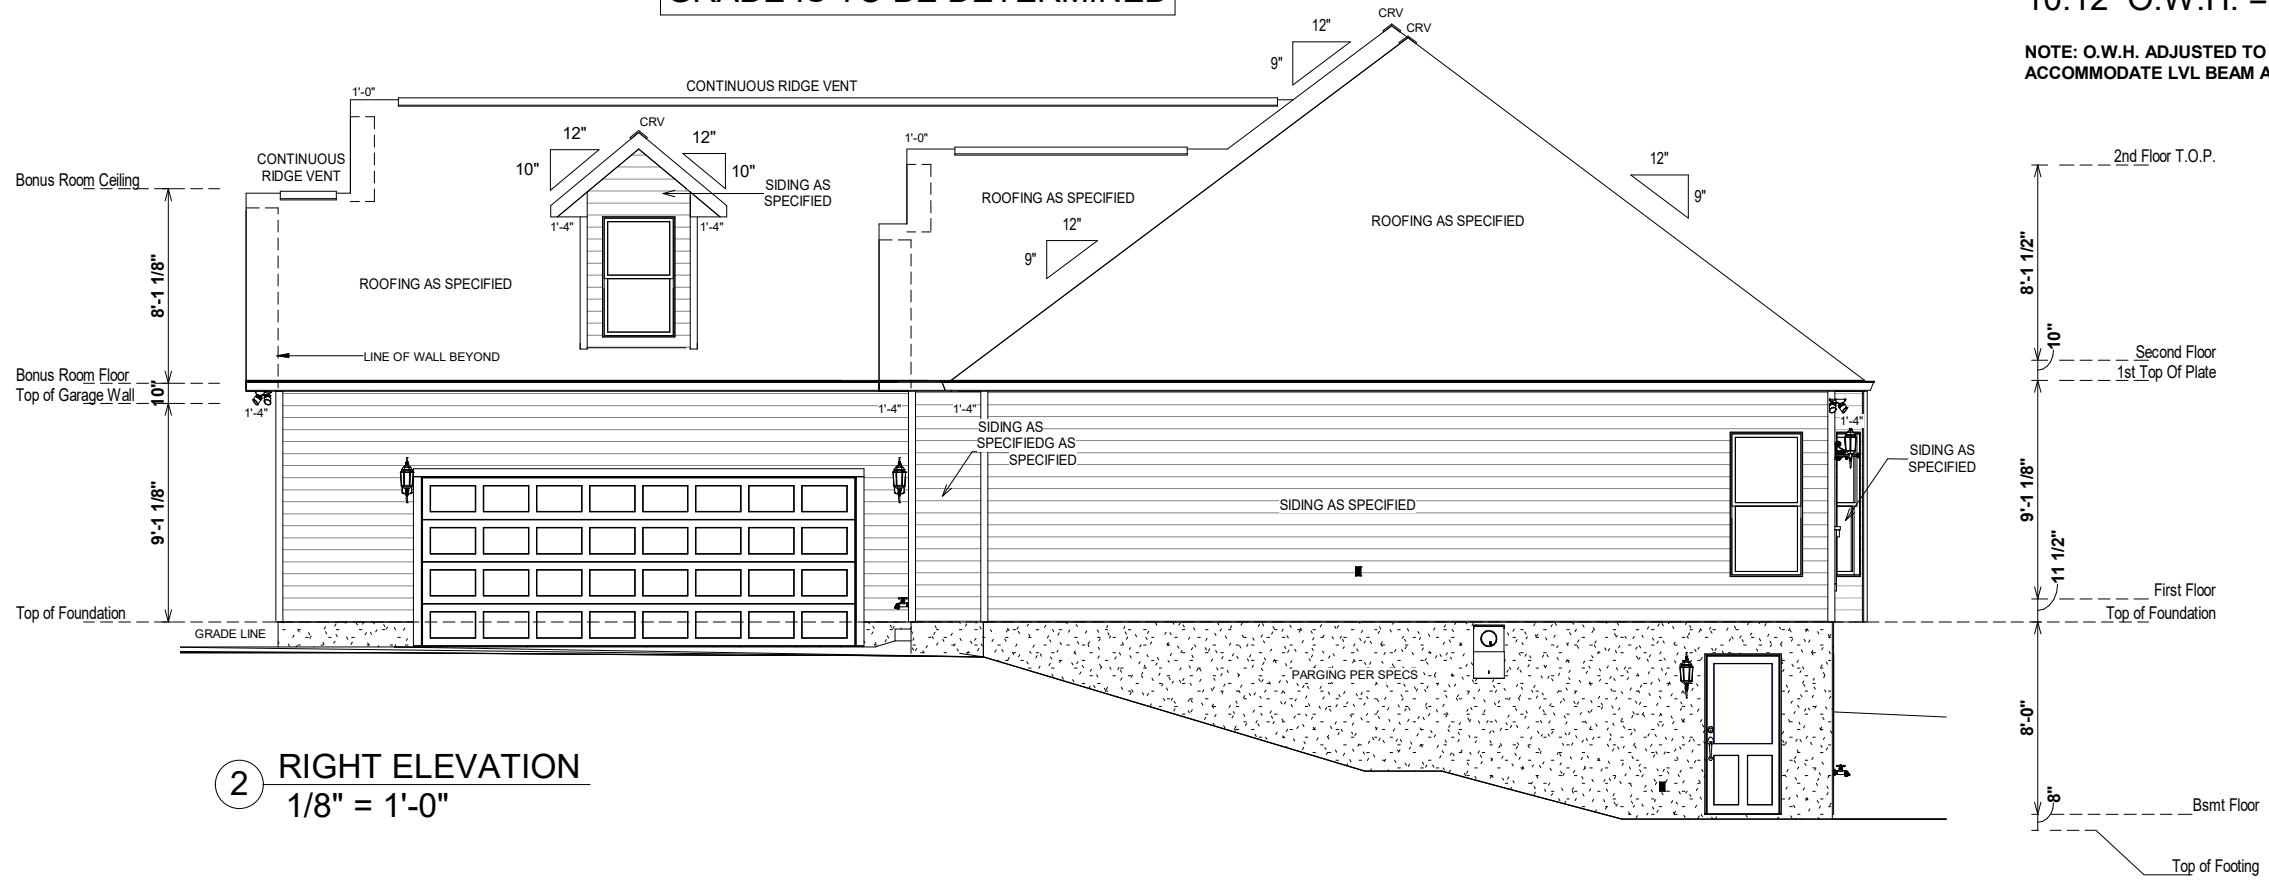 GRADE IS TO BE DETERMINED
10:12 O.W.H. =
NOTE: O.W.H. ADJUSTED TO
ACCOMMODATE LVL BEAM A
CRV
CRV
12"
9"
CONTINUOUS RIDGE VENT
1'-0"
CRV
12"
12"
10"
10"
1'-0"
CONTINUOUS
RIDGE VENT
SIDING AS
SPECIFIED
1'-4"
1'-4"
ROOFING AS SPECIFIED
12"
9"
ROOFING AS SPECIFIED
12"
9"
ROOFING AS SPECIFIED
LINE OF WALL BEYOND
Bonus Room Ceiling
8'-1 1/8"
Bonus Room Floor
Top of Garage Wall
10"
9'-1 1/8"
Top of Foundation
GRADE LINE
1'-4"
1'-4"
1'-4"
SIDING AS
SPECIFIEDG AS
SPECIFIED
SIDING AS SPECIFIED
1'-4"
SIDING AS
SPECIFIED
PARGING PER SPECS
2nd Floor T.O.P.
8'-1 1/2"
10"
Second Floor
1st Top Of Plate
9'-1 1/8"
11 1/2"
First Floor
Top of Foundation
8'-0"
8"
Bsmt Floor
Top of Footing
2
RIGHT ELEVATION
1/8" = 1'-0"